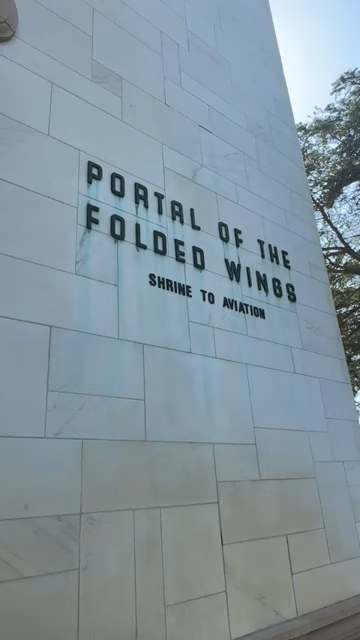 PORTAL OF THE
FOLDED WINGS
SHRINE TO AVIATION